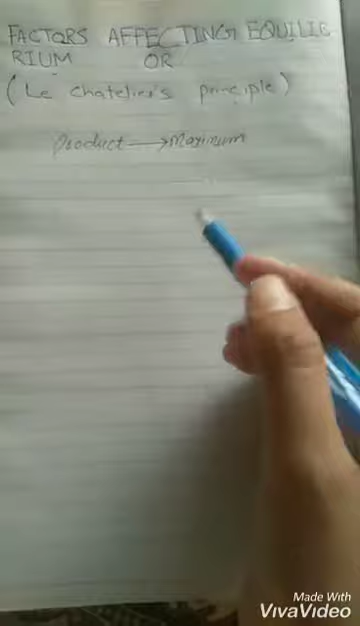 FACTORS AFFECTING EQUILIB
RIUM OR
(Le chatelier's principle)
Product → Maximum
Made With
VivaVideo